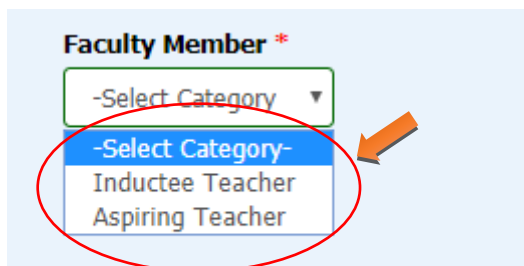 Faculty Member *
-Select Category ▼
-Select Category-
Inductee Teacher
Aspiring Teacher